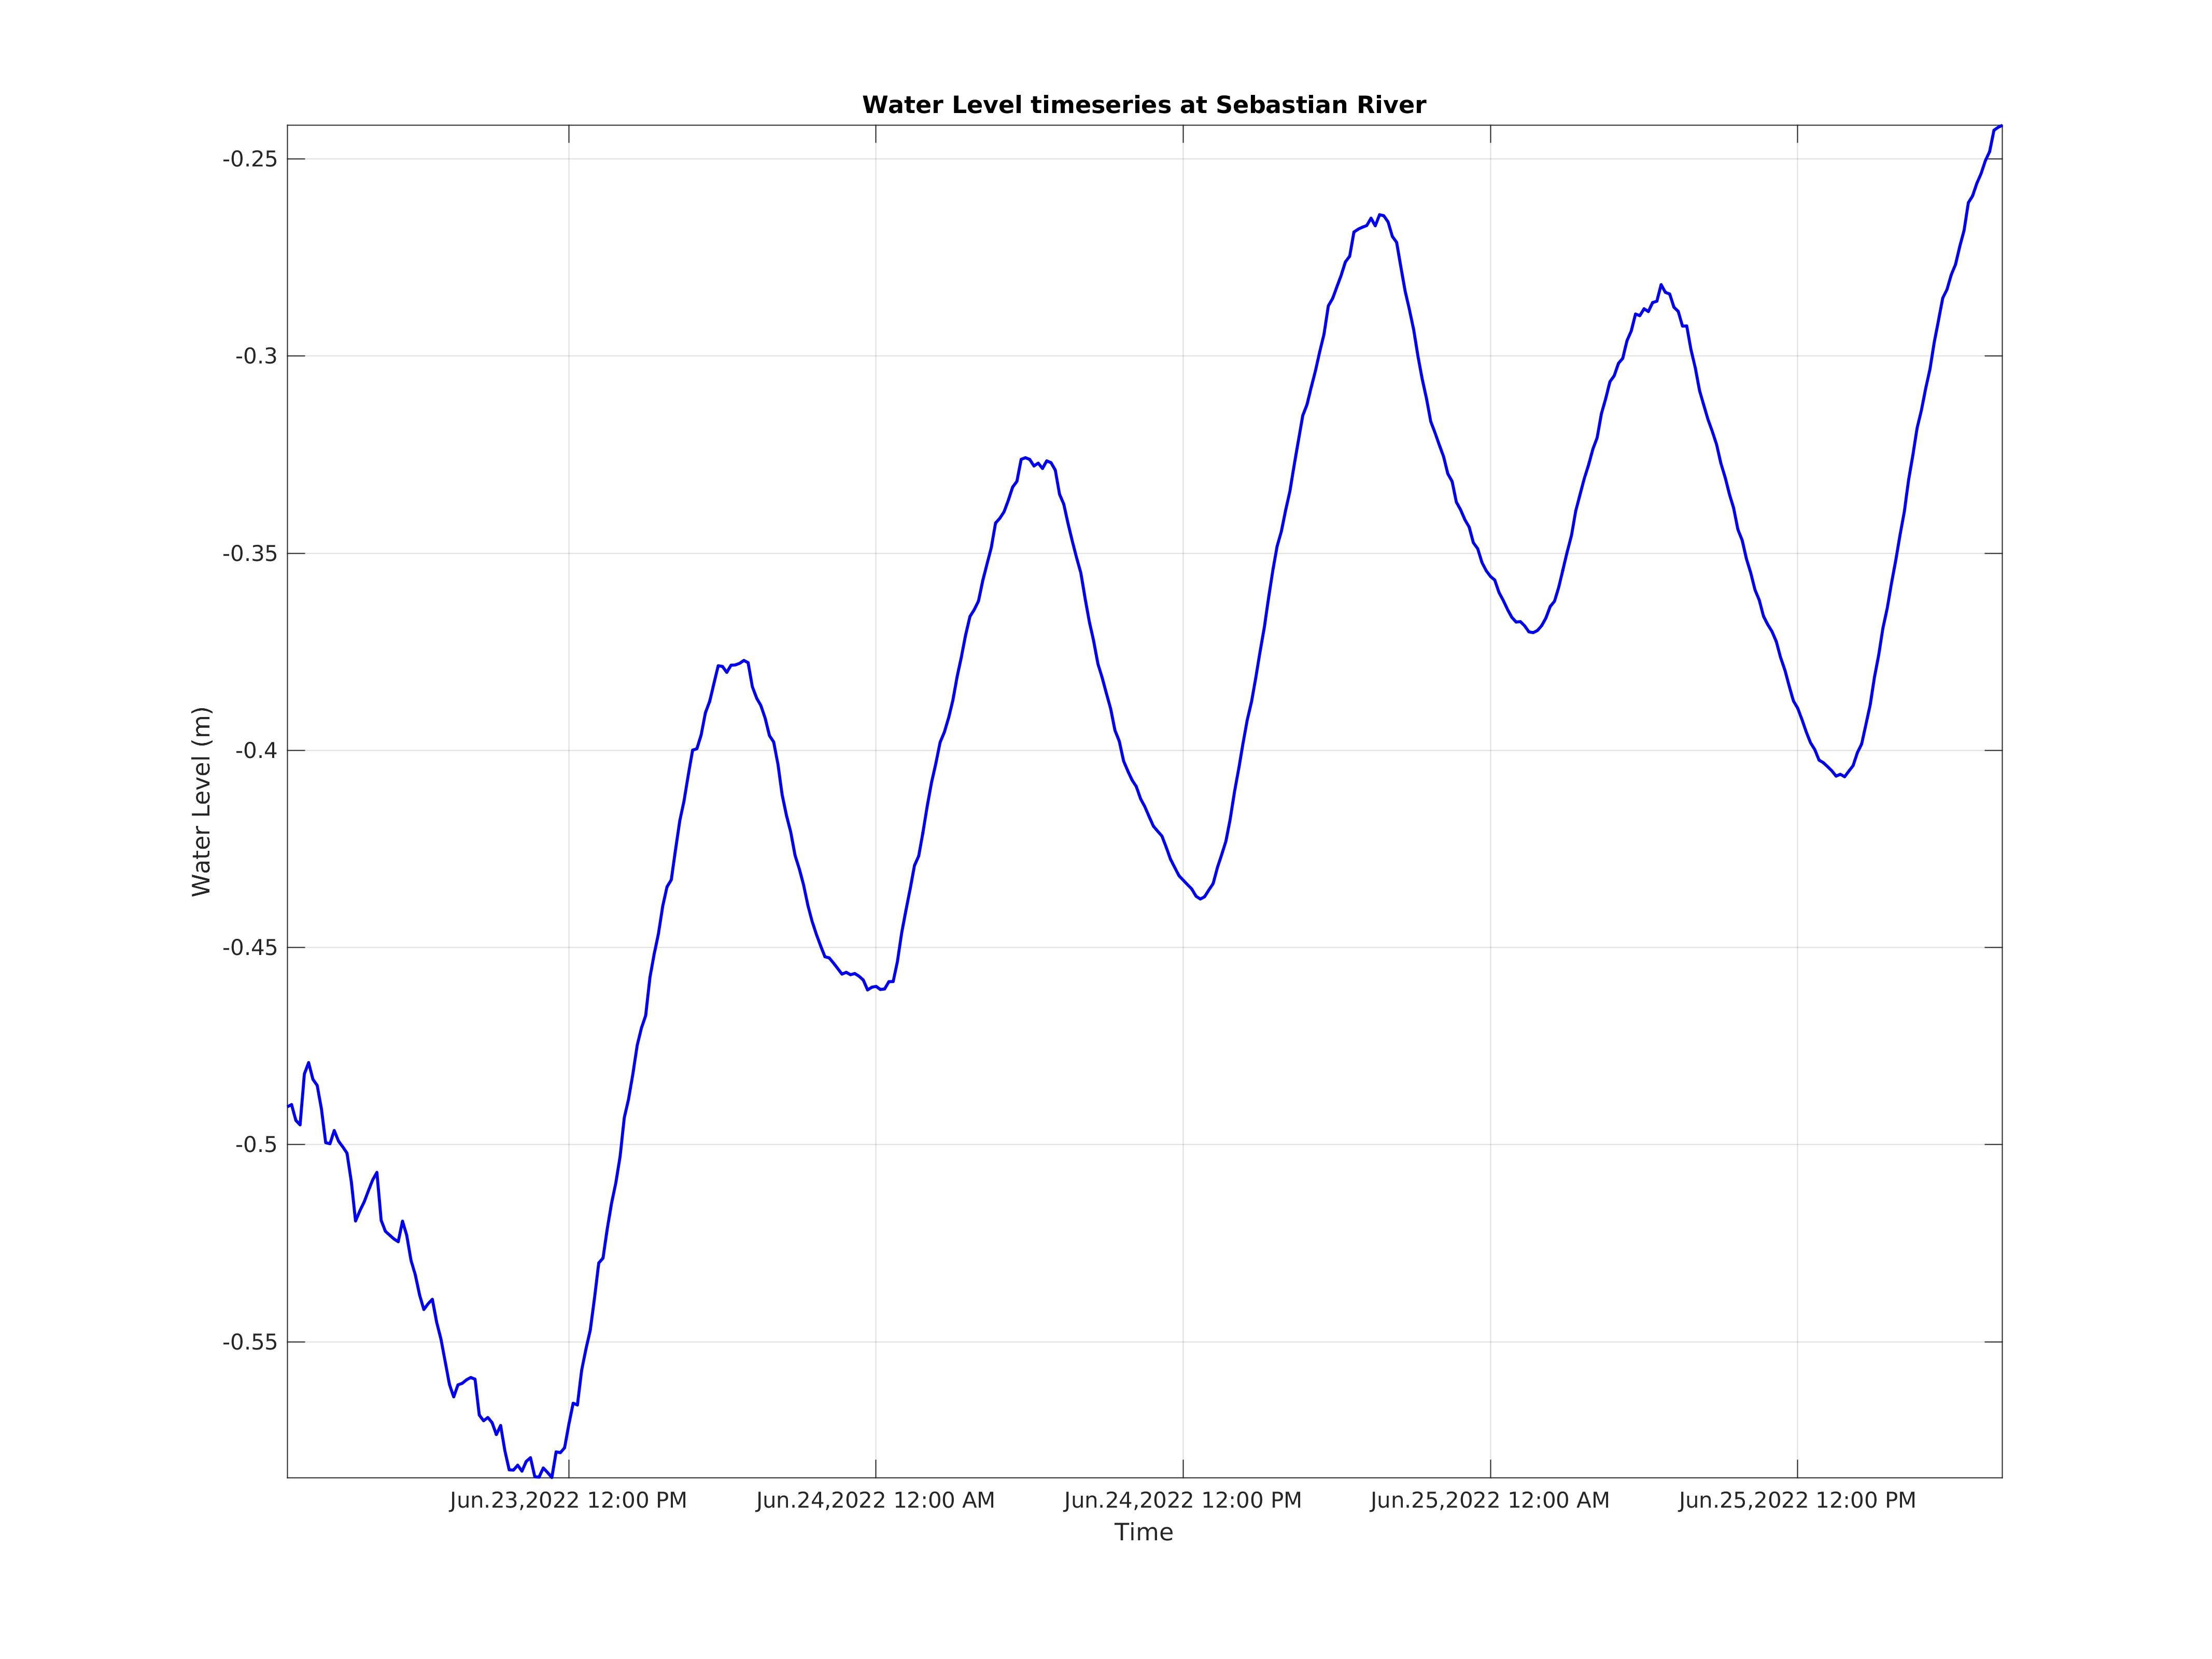 Water Level timeseries at Sebastian River
-0.25
-0.3
-0.35
-0.4
-0.45
-0.5
-0.55
Water Level (m)
Jun.23,2022 12:00 PM
Jun.24,2022 12:00 AM
Jun.24,2022 12:00 PM
Jun.25,2022 12:00 AM
Jun.25,2022 12:00 PM
Time